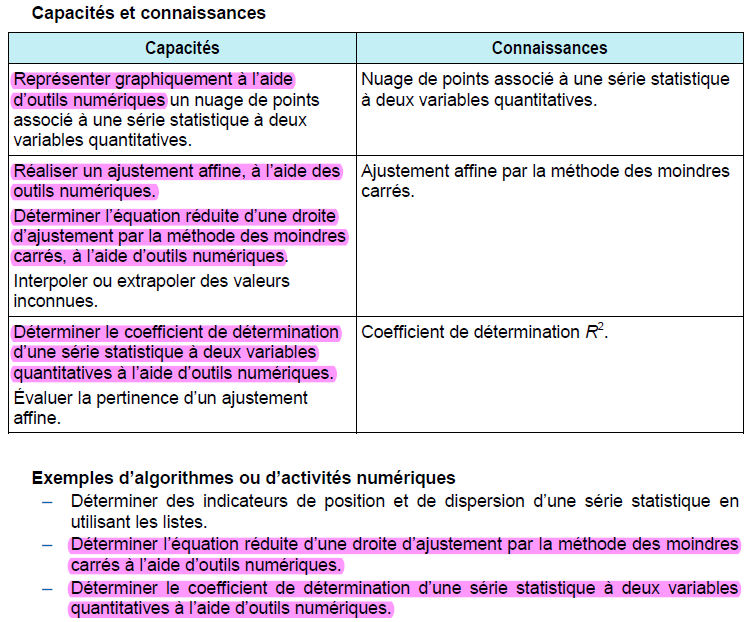 Capacités et connaissances
Capacités
Connaissances
Représenter graphiquement à l'aide
d'outils numériques un nuage de points
associé à une série statistique à deux
variables quantitatives.
Nuage de points associé à une série statistique
à deux variables quantitatives.
Réaliser un ajustement affine, à l'aide des
outils numériques.
Déterminer l'équation réduite d'une droite
d'ajustement par la méthode des moindres
carrés, à l'aide d'outils numériques.
Interpoler ou extrapoler des valeurs
inconnues.
Ajustement affine par la méthode des moindres
carrés.
Déterminer le coefficient de détermination
d'une série statistique à deux variables
quantitatives à l'aide d'outils numériques.
Évaluer la pertinence d'un ajustement
affine.
Coefficient de détermination R².
Exemples d'algorithmes ou d'activités numériques
– Déterminer des indicateurs de position et de dispersion d'une série statistique en
utilisant les listes.
– Déterminer l'équation réduite d'une droite d'ajustement par la méthode des moindres
carrés à l'aide d'outils numériques.
– Déterminer le coefficient de détermination d'une série statistique à deux variables
quantitatives à l'aide d'outils numériques.